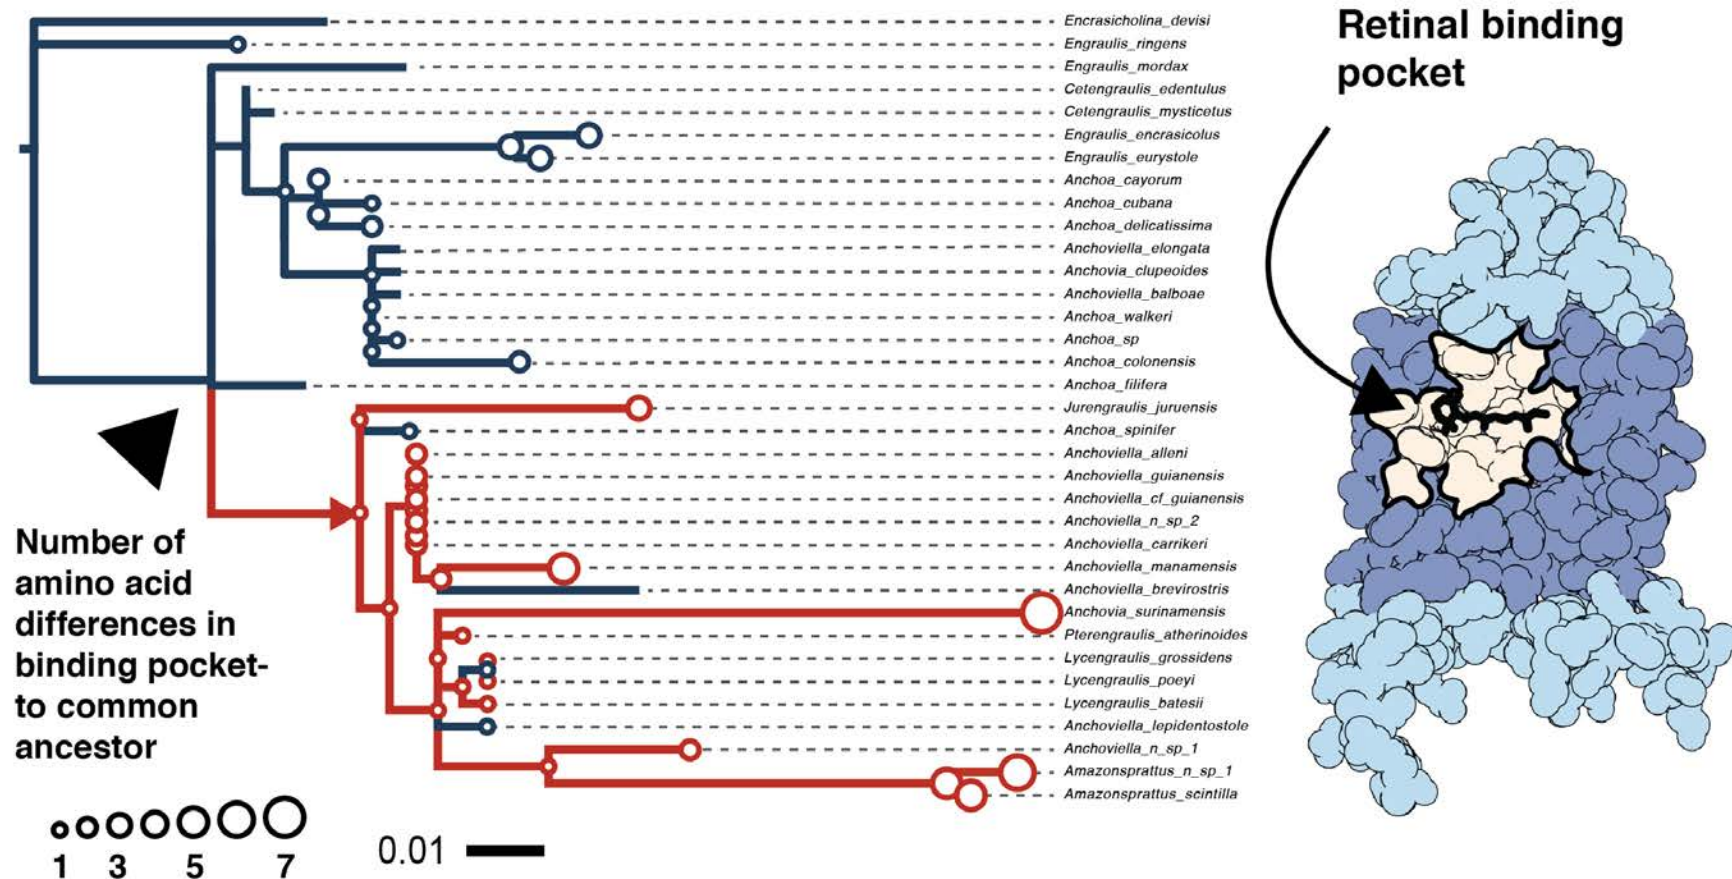 Encrasicholina_devisi
Engraulis_ringens
Engraulis_mordax
Cetengraulis_edentulus
Cetengraulis_mysticetus
Engraulis_encrasicolus
Engraulis_eurystole
Anchoa_cayorum
Anchoa_cubana
Anchoa_delicatissima
Anchoviella_elongata
Anchovia_clupeoides
Anchoviella_balboae
Anchoa_walkeri
Anchoa_sp
Anchoa_colonensis
Anchoa_filifera
Jurengraulis_juruensis
Anchoa_spinifer
Anchoviella_alleni
Anchoviella_guianensis
Anchoviella_cf_guianensis
Anchoviella_n_sp_2
Anchoviella_carrikeri
Anchoviella_manamensis
Anchoviella_brevirostris
Anchovia_surinamensis
Pterengraulis_atherinoides
Lycengraulis_grossidens
Lycengraulis_poeyi
Lycengraulis_batesii
Anchoviella_lepidentostole
Anchoviella_n_sp_1
Amazonsprattus_n_sp_1
Amazonsprattus_scintilla
Number of
amino acid
differences in
binding pocket-
to common
ancestor
1 3 5 7
0.01
Retinal binding
pocket